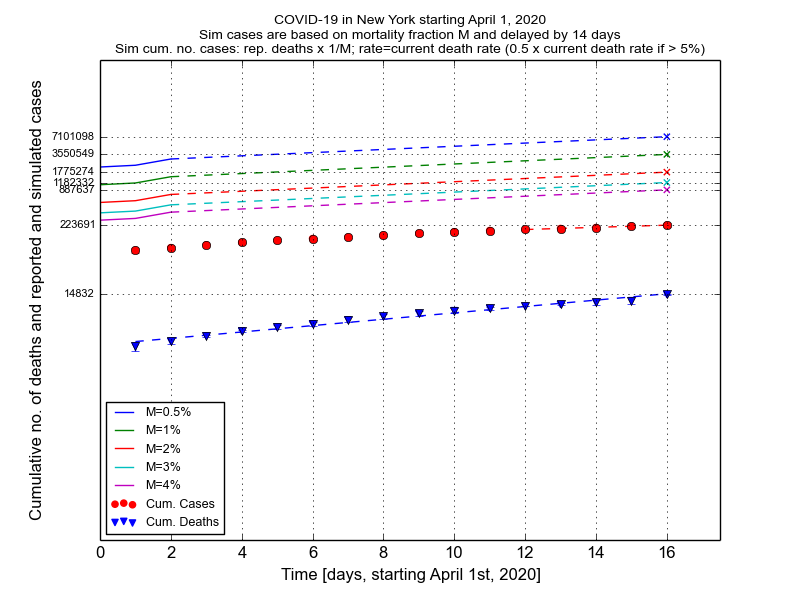 COVID-19 in New York starting April 1, 2020
Sim cases are based on mortality fraction M and delayed by 14 days
Sim cum. no. cases: rep. deaths x 1/M; rate=current death rate (0.5 x current death rate if > 5%)
Cumulative no. of deaths and reported and simulated cases
7101098
3550549
1775274
1182332
887637
223691
14832
M=0.5%
M=1%
M=2%
M=3%
M=4%
Cum. Cases
Cum. Deaths
0 2 4 6 8 10 12 14 16
Time [days, starting April 1st, 2020]